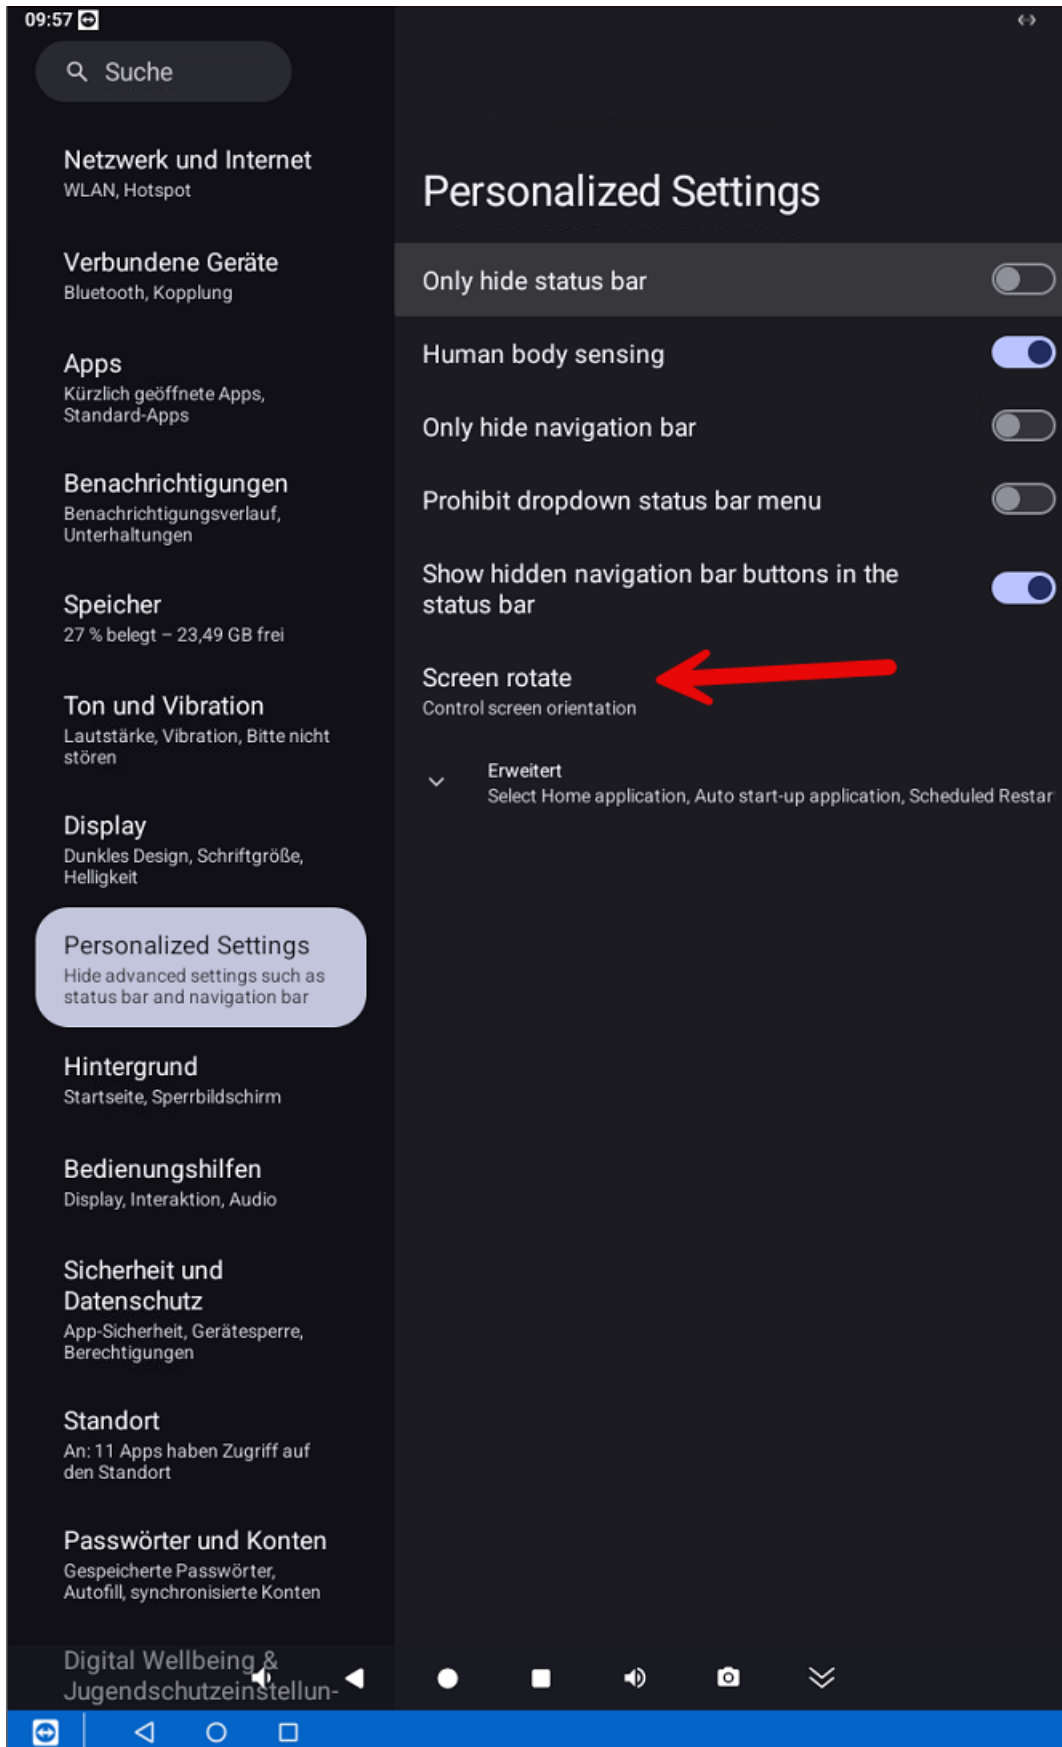 09:57
Suche
Netzwerk und Internet
WLAN, Hotspot
Verbundene Geräte
Bluetooth, Kopplung
Apps
Kürzlich geöffnete Apps,
Standard-Apps
Benachrichtigungen
Benachrichtigungsverlauf,
Unterhaltungen
Speicher
27 % belegt – 23,49 GB frei
Ton und Vibration
Lautstärke, Vibration, Bitte nicht
stören
Display
Dunkles Design, Schriftgröße,
Helligkeit
Personalized Settings
Hide advanced settings such as
status bar and navigation bar
Hintergrund
Startseite, Sperrbildschirm
Bedienungshilfen
Display, Interaktion, Audio
Sicherheit und
Datenschutz
App-Sicherheit, Gerätesperre,
Berechtigungen
Standort
An: 11 Apps haben Zugriff auf
den Standort
Passwörter und Konten
Gespeicherte Passwörter,
Autofill, synchronisierte Konten
Digital Wellbeing &
Jugendschutzeinstellun-
Personalized Settings
Only hide status bar
Human body sensing
Only hide navigation bar
Prohibit dropdown status bar menu
Show hidden navigation bar buttons in the
status bar
Screen rotate
Control screen orientation
Erweitert
Select Home application, Auto start-up application, Scheduled Restar